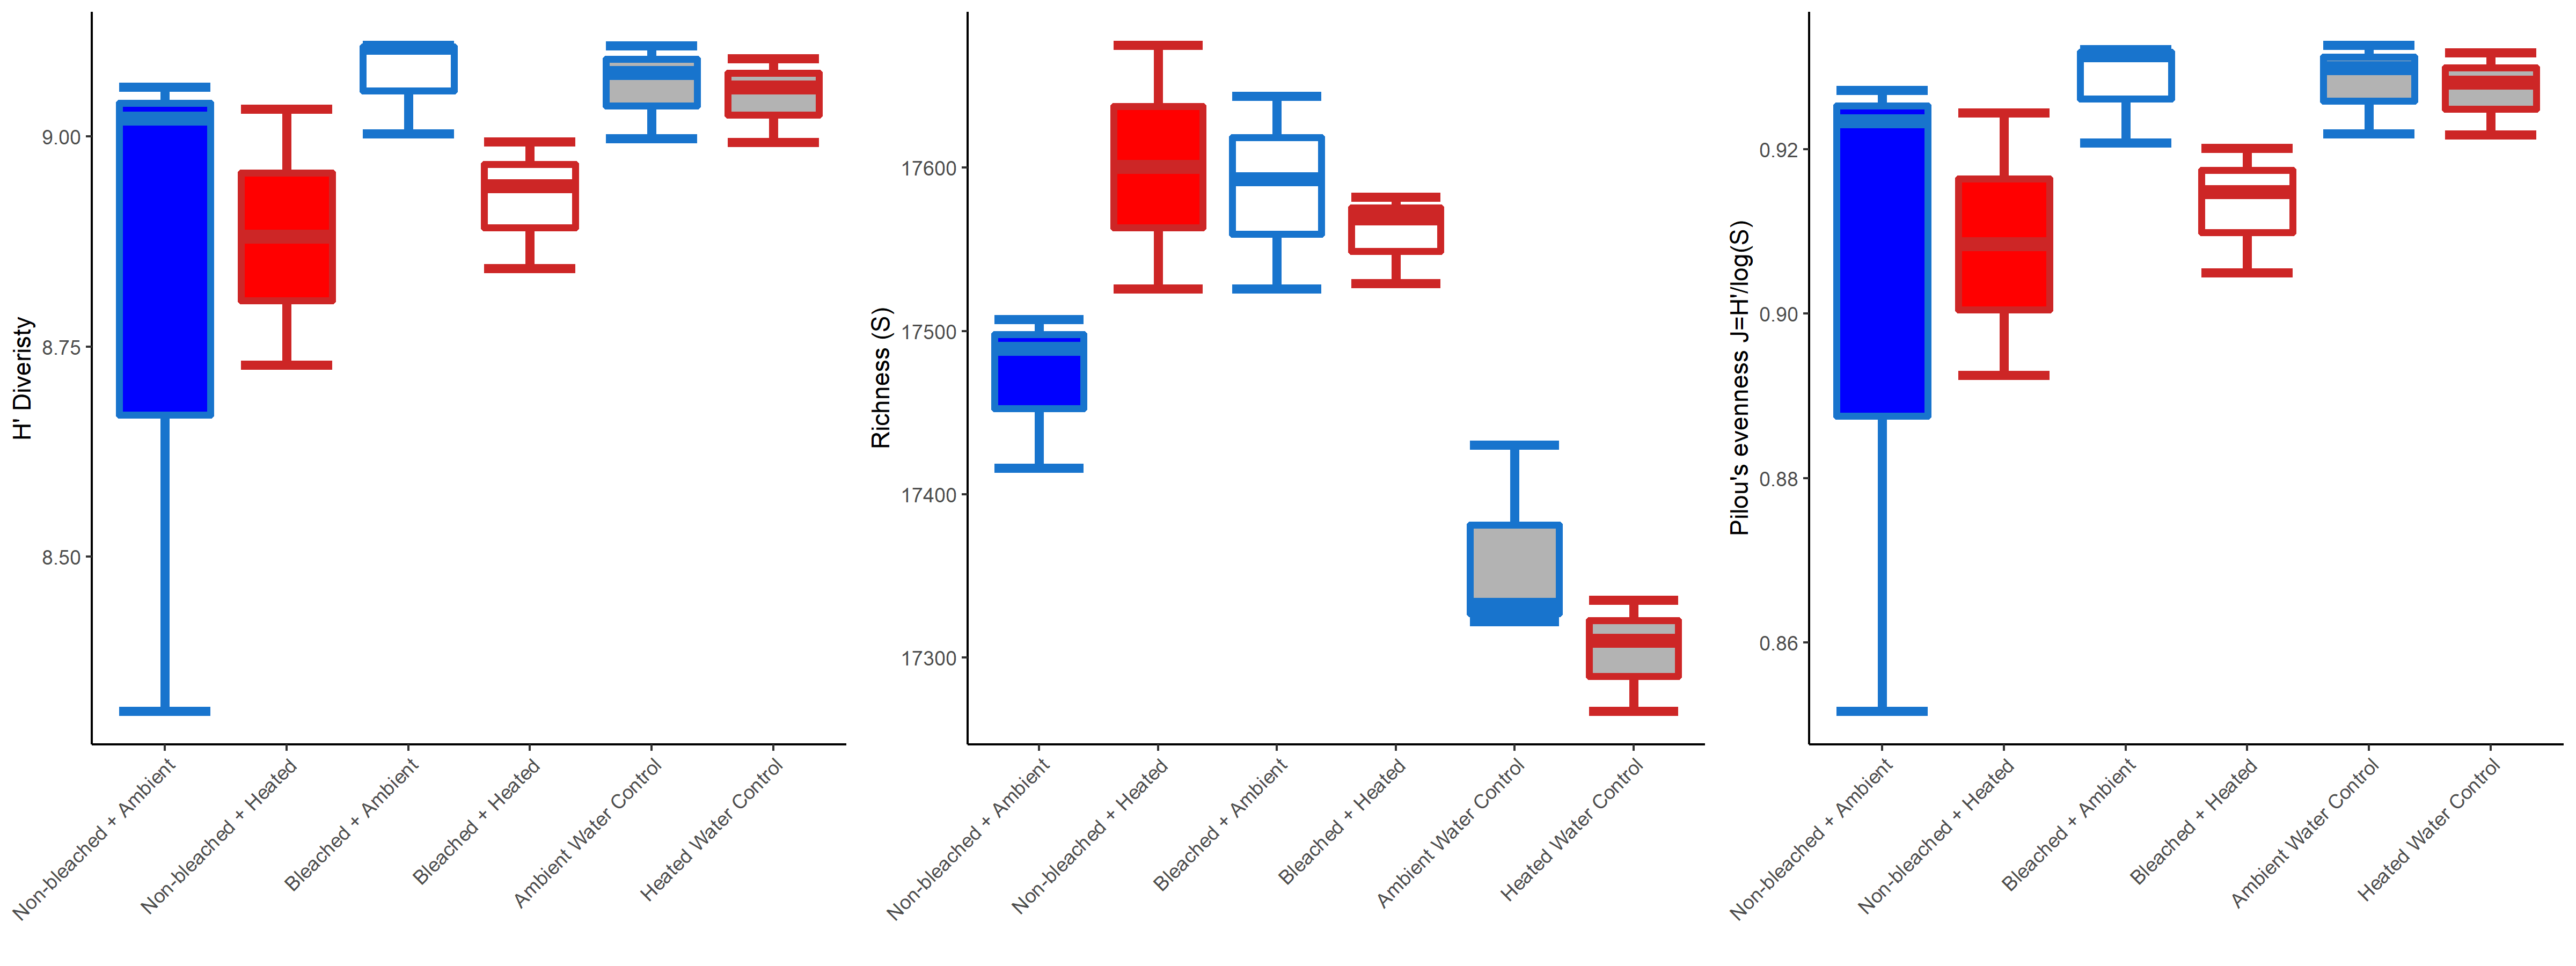 H' Diveristy
9.00
8.75
8.50
Non-bleached + Ambient
Non-bleached + Heated
Bleached + Ambient
Bleached + Heated
Ambient Water Control
Heated Water Control
Richness (S)
17600
17500
17400
17300
Non-bleached + Ambient
Non-bleached + Heated
Bleached + Ambient
Bleached + Heated
Ambient Water Control
Heated Water Control
Pilou's evenness J=H'/log(S)
0.92
0.90
0.88
0.86
Non-bleached + Ambient
Non-bleached + Heated
Bleached + Ambient
Bleached + Heated
Ambient Water Control
Heated Water Control